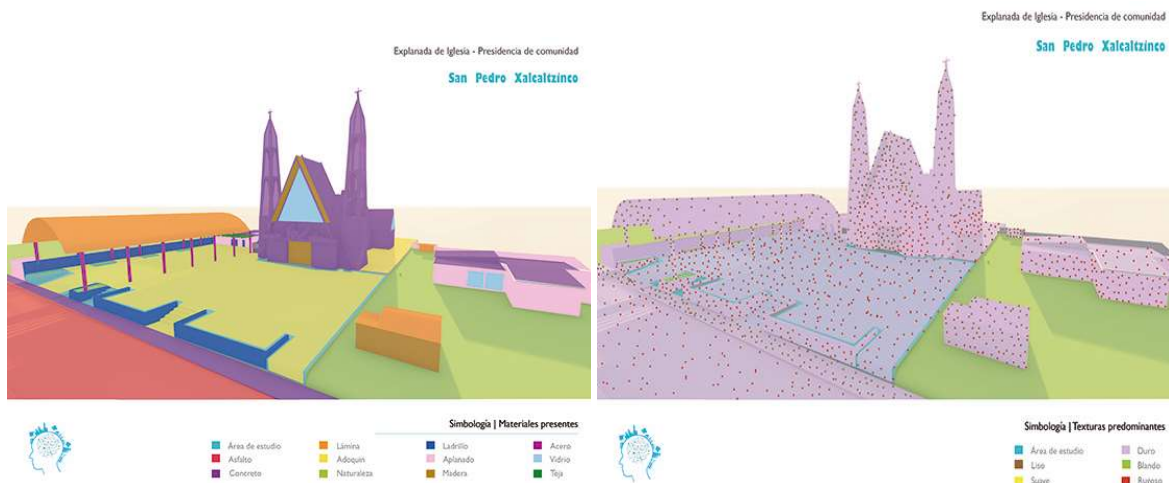 Explanada de Iglesia - Presidencia de comunidad
San Pedro Xalcaltzinco
Simbología | Materiales presentes
Área de estudio
Lámina
Ladrillo
Acero
Asfalto
Adoquin
Aplanado
Vidrio
Concreto
Naturaleza
Madera
Teja
Explanada de Iglesia - Presidencia de comunidad
San Pedro Xalcaltzinco
Simbología | Texturas predominantes
Área de estudio
Duro
Liso
Blando
Suave
Rugoso